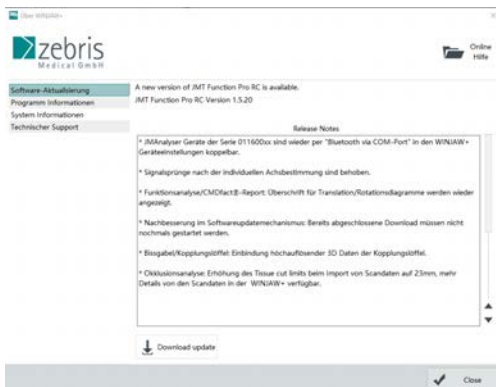 Über WINJAW+
zebris
Medical GmbH
Online
Hilfe
Software-Aktualisierung
Programm Informationen
System Informationen
Technischer Support
A new version of JMT Function Pro RC is available.
JMT Function Pro RC Version 1.5.20
Release Notes
* JMAnalyser Geräte der Serie 011600xx sind wieder per "Bluetooth via COM-Port" in den WINJAW+
Geräteeinstellungen koppelbar.
* Signalsprünge nach der individuellen Achsbestimmung sind behoben.
* Funktionsanalyse/CMDfact®-Report: Überschrift für Translation/Rotationsdiagramme werden wieder
angezeigt.
* Nachbesserung im Softwareupdatemechanismus: Bereits abgeschlossene Download müssen nicht
nochmals gestartet werden.
* Bissgabel/Kopplungslöffel: Einbindung höchauflösender 3D Daten der Kopplungslöffel.
* Okklusionsanalyse: Erhöhung des Tissue cut limits beim Import von Scandaten auf 23mm, mehr
Details von den Scandaten in der WINJAW+ verfügbar.
Download update
Close